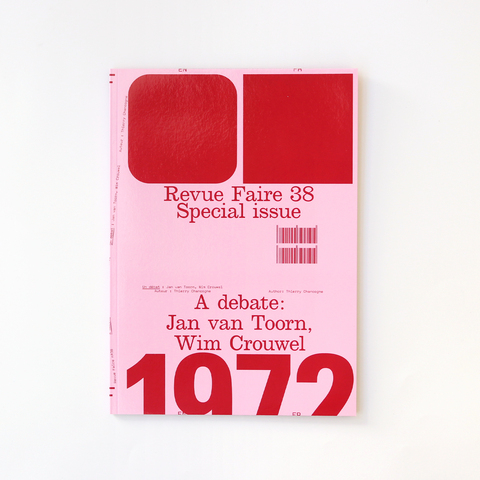 Revue Faire 38
Special issue
A debate:
Jan van Toorn,
Wim Crouwel
1972